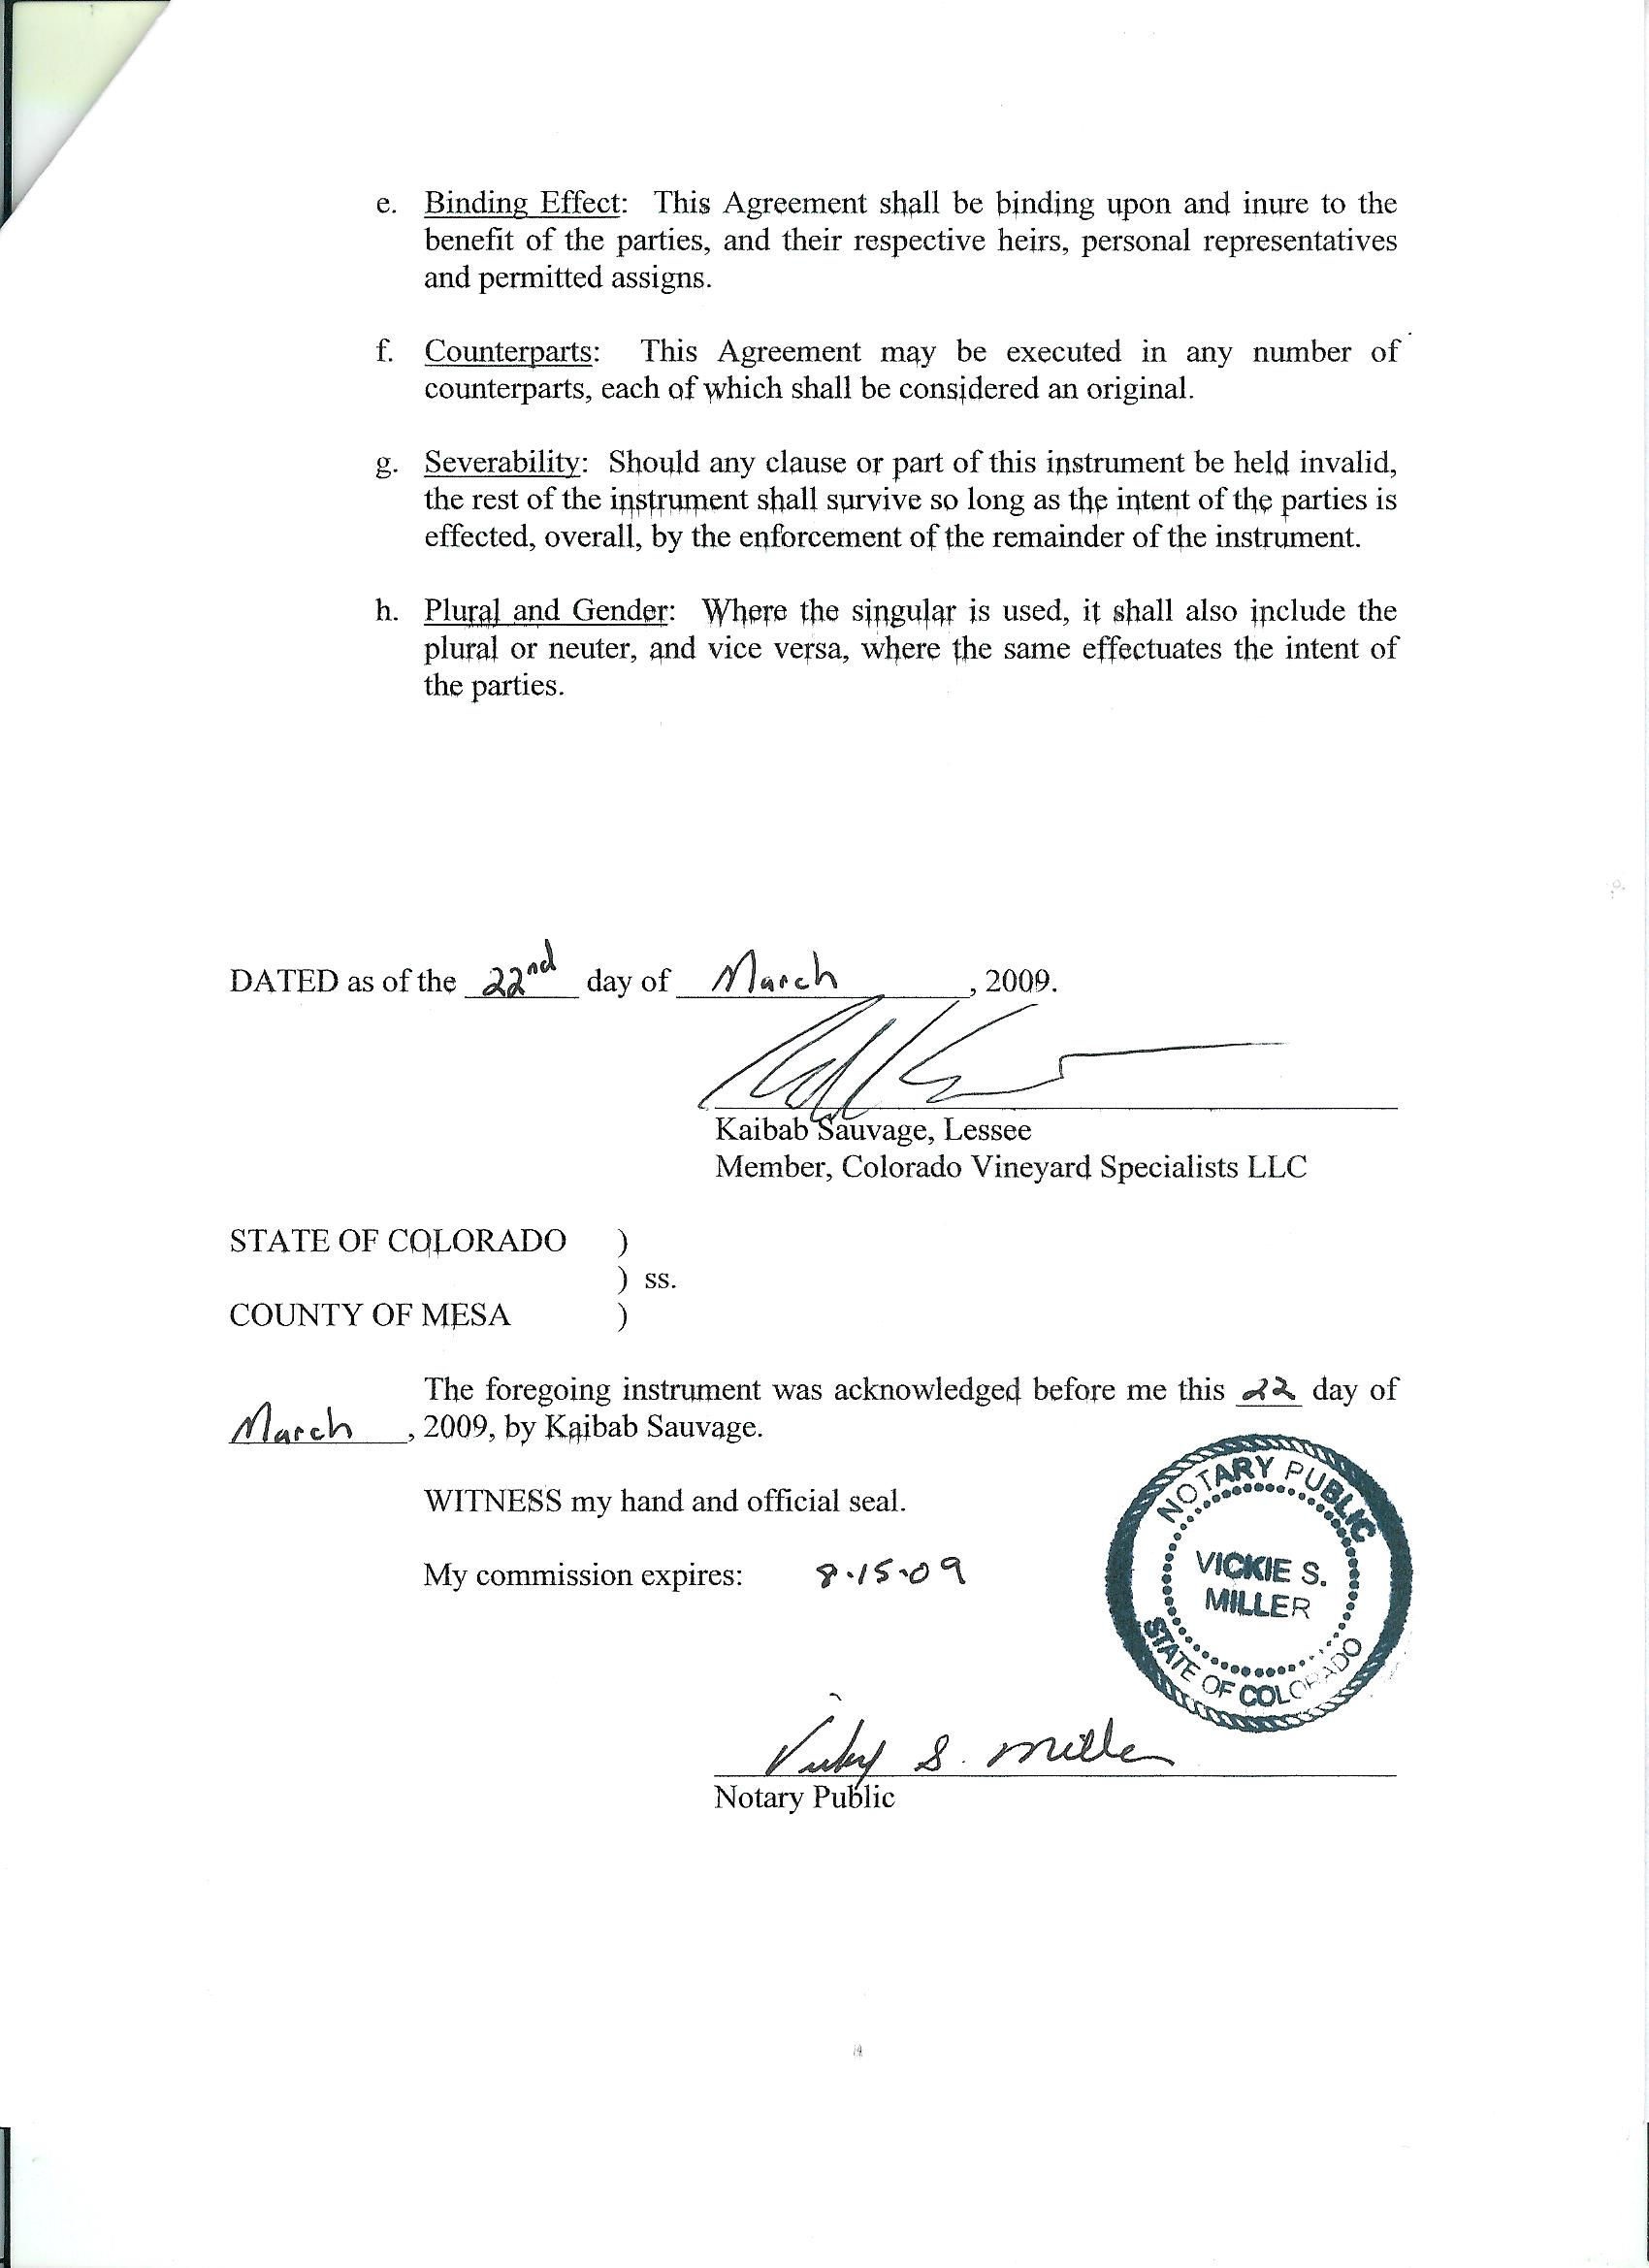 e. Binding Effect: This Agreement shall be binding upon and inure to the
benefit of the parties, and their respective heirs, personal representatives
and permitted assigns.
f. Counterparts: This Agreement may be executed in any number of
counterparts, each of which shall be considered an original.
g. Severability: Should any clause or part of this instrument be held invalid,
the rest of the instrument shall survive so long as the intent of the parties is
effected, overall, by the enforcement of the remainder of the instrument.
h. Plural and Gender: Where the singular is used, it shall also include the
plural or neuter, and vice versa, where the same effectuates the intent of
the parties.
DATED as of the 22nd day of March, 2009.
Kaibab Sauvage, Lessee
Member, Colorado Vineyard Specialists LLC
STATE OF COLORADO )
) ss.
COUNTY OF MESA )
The foregoing instrument was acknowledged before me this 22 day of
March, 2009, by Kaibab Sauvage.
WITNESS my hand and official seal.
My commission expires: 8.15.09
NOTARY PUBLIC
VICKIE S.
MILLER
STATE OF COLORADO
S. Miller
Notary Public